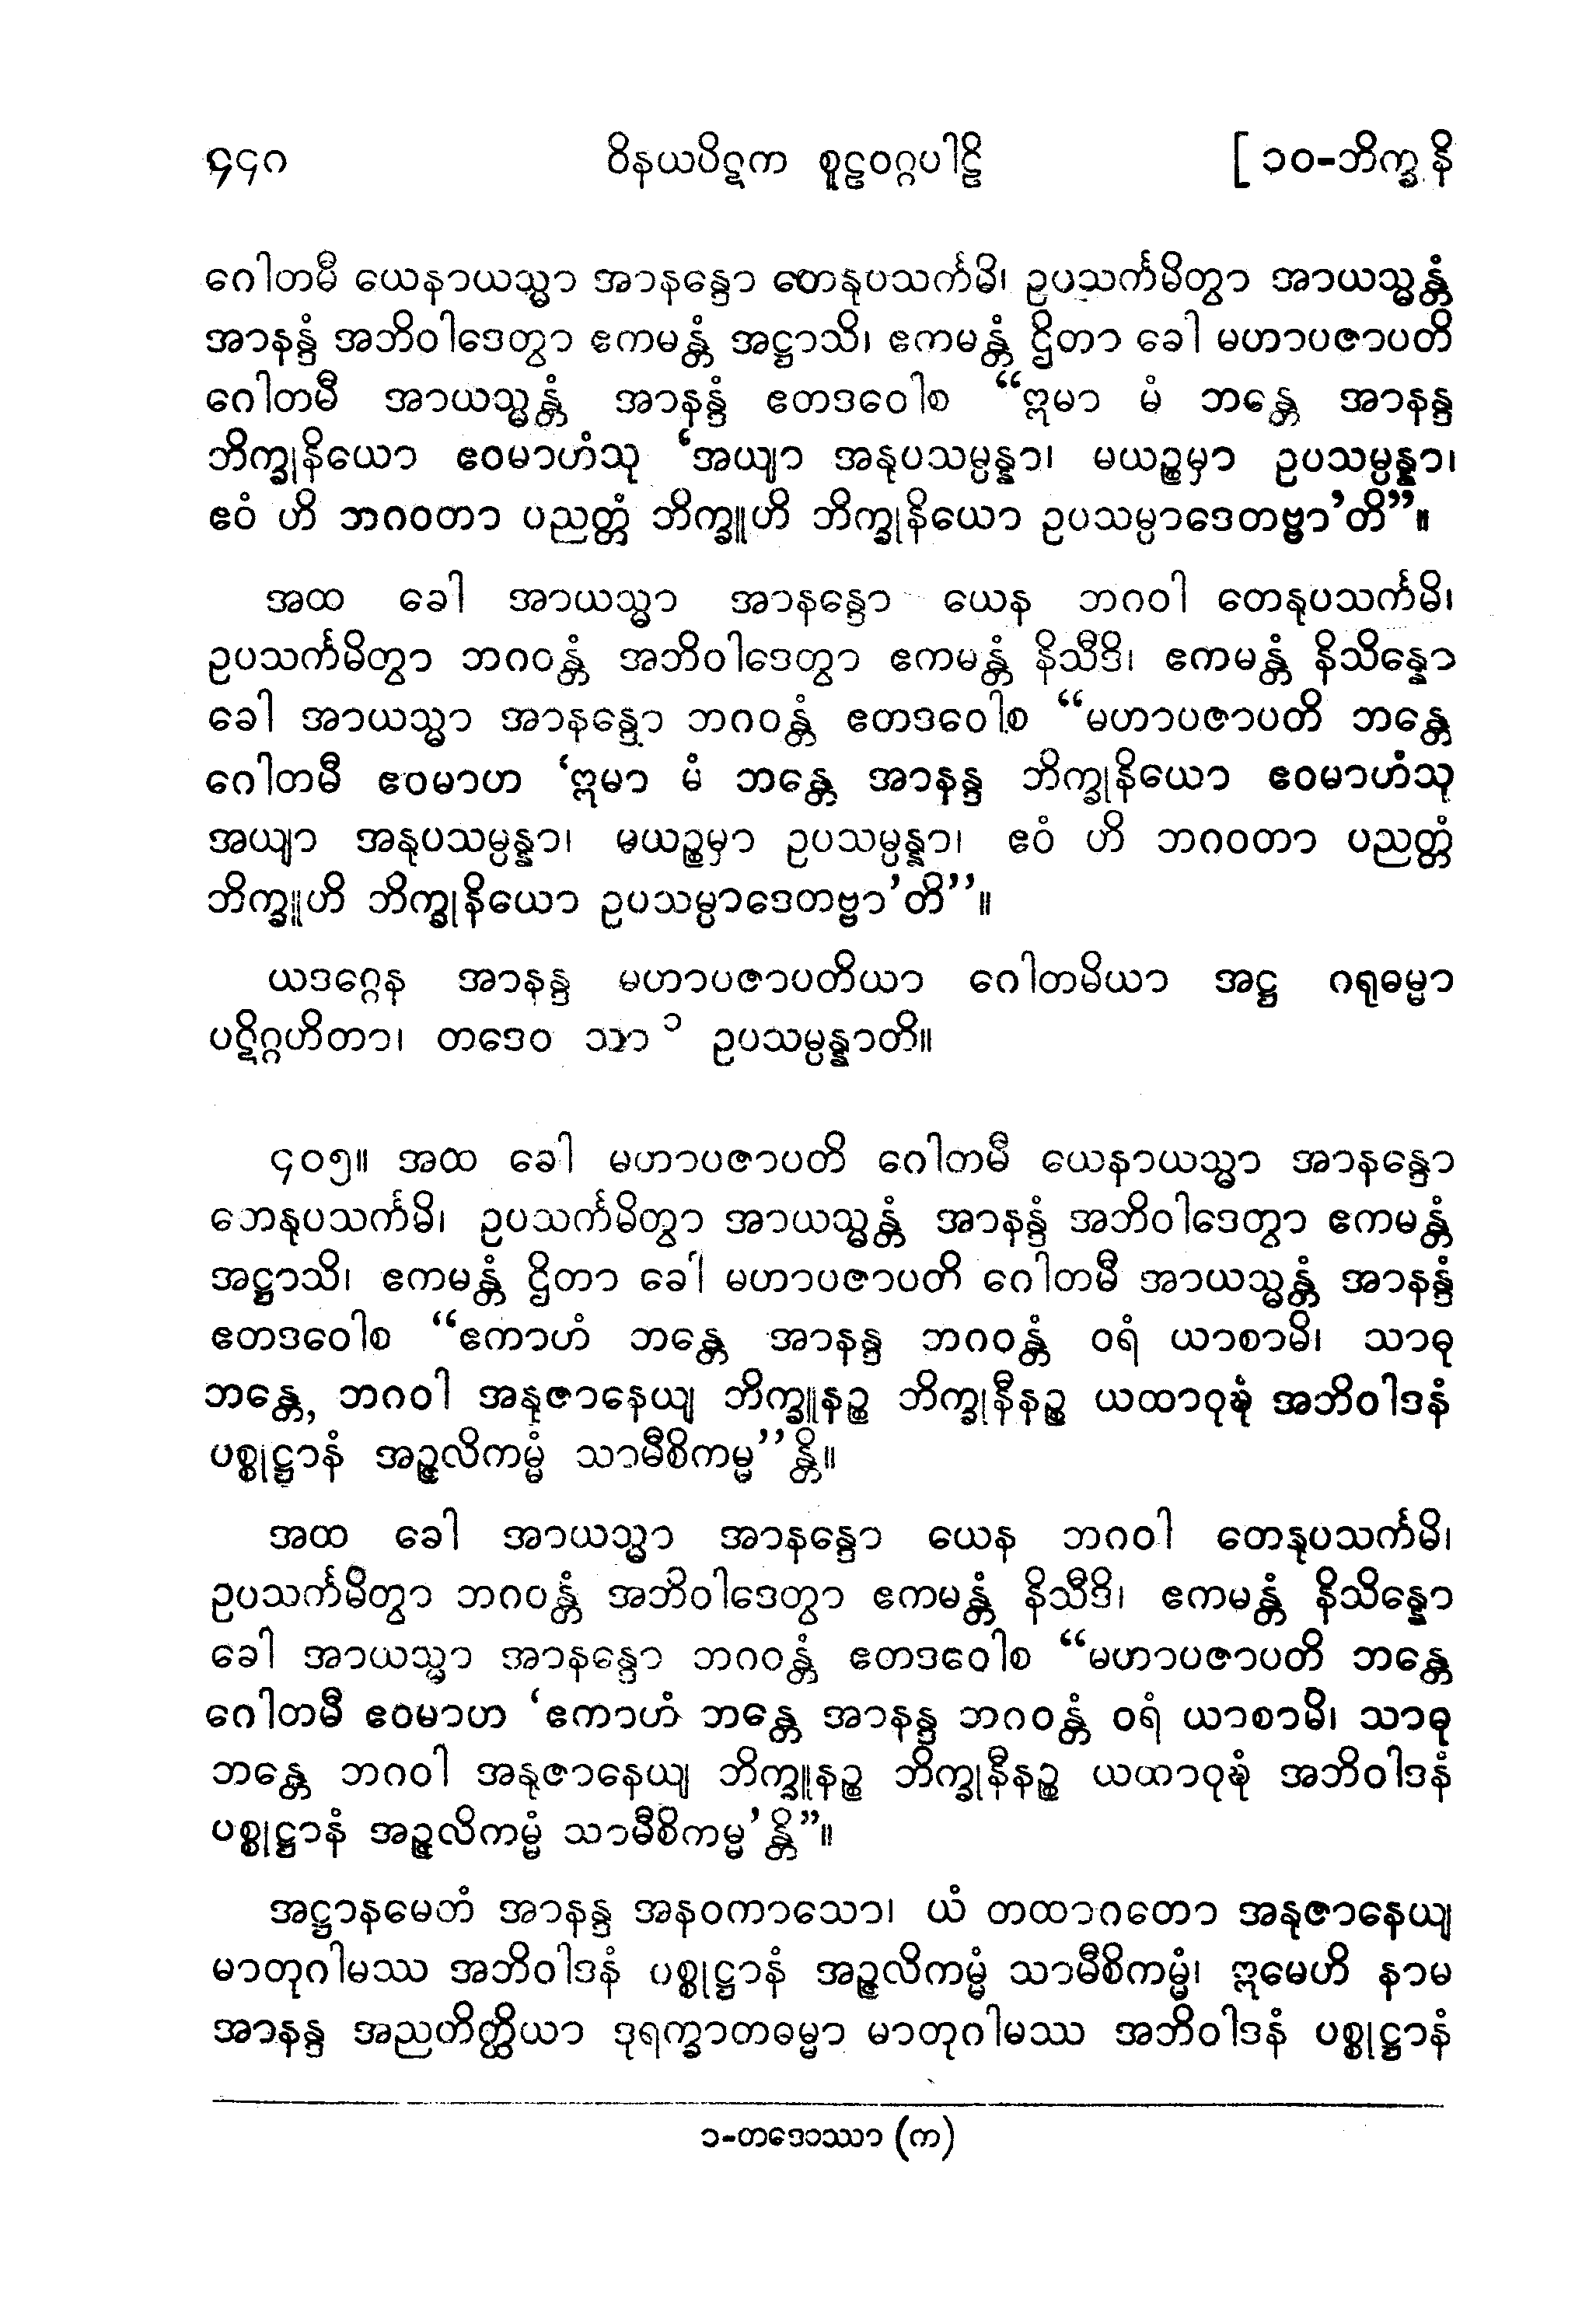 ၄၄၈ ဝိနယပိဋက စူဠဝဂ္ဂပါဠိ [ ၁၀-ဘိက္ခုနိ
ဂေါတမီ ယေနာယသ္မာ အာနန္ဒော တေနုပသင်္ကမိ၊ ဥပသင်္ကမိတွာ အာယသ္မန္တံ
အာနန္ဒံ အဘိဝါဒေတွာ ဧကမန္တံ အဋ္ဌာသိ၊ ဧကမန္တံ ဌိတာ ခေါ မဟာပဇာပတိ
ဂေါတမီ အာယသ္မန္တံ အာနန္ဒံ ဧတဒဝေါစ “ဣမာ မံ ဘန္တေ အာနန္ဒ
ဘိက္ခုနိယော ဧဝမာဟံသု ‘အယျာ အနုပသမ္ပန္နာ၊ မယဉ္စမှာ ဥပသမ္ပန္နာ၊
ဧဝံ ဟိ ဘဂဝတာ ပညတ္တံ ဘိက္ခူဟိ ဘိက္ခုနိယော ဥပသမ္ပာဒေတဗ္ဗာ’တိ”။
အထ ခေါ အာယသ္မာ အာနန္ဒော ယေန ဘဂဝါ တေနုပသင်္ကမိ၊
ဥပသင်္ကမိတွာ ဘဂဝန္တံ အဘိဝါဒေတွာ ဧကမန္တံ နိသီဒိ၊ ဧကမန္တံ နိသိန္နော
ခေါ အာယသ္မာ အာနန္ဒော ဘဂဝန္တံ ဧတဒဝေါစ “မဟာပဇာပတိ ဘန္တေ
ဂေါတမီ ဧဝမာဟ ‘ဣမာ မံ ဘန္တေ အာနန္ဒ ဘိက္ခုနိယော ဧဝမာဟံသု
အယျာ အနုပသမ္ပန္နာ၊ မယဉ္စမှာ ဥပသမ္ပန္နာ၊ ဧဝံ ဟိ ဘဂဝတာ ပညတ္တံ
ဘိက္ခူဟိ ဘိက္ခုနိယော ဥပသမ္ပာဒေတဗ္ဗာ’တိ’’။
ယဒဂ္ဂေန အာနန္ဒ မဟာပဇာပတိယာ ဂေါတမိယာ အဋ္ဌ ဂရုဓမ္မာ
ပဋိဂ္ဂဟိတာ၊ တဒေဝ သာ ၁ ဥပသမ္ပန္နာတိ။
၄၀၅။ အထ ခေါ မဟာပဇာပတိ ဂေါတမီ ယေနာယသ္မာ အာနန္ဒော
တေနုပသင်္ကမိ၊ ဥပသင်္ကမိတွာ အာယသ္မန္တံ အာနန္ဒံ အဘိဝါဒေတွာ ဧကမန္တံ
အဋ္ဌာသိ၊ ဧကမန္တံ ဌိတာ ခေါ မဟာပဇာပတိ ဂေါတမီ အာယသ္မန္တံ အာနန္ဒံ
ဧတဒဝေါစ “ဧကာဟံ ဘန္တေ အာနန္ဒ ဘဂဝန္တံ ဝရံ ယာစာမိ၊ သာဓု
ဘန္တေ, ဘဂဝါ အနုဇာနေယျ ဘိက္ခူနဉ္စ ဘိက္ခုနီနဉ္စ ယထာဝုဍ္ဎံ အဘိဝါဒနံ
ပစ္စုဋ္ဌာနံ အဉ္ဇလိကမ္မံ သာမီစိကမ္မ’’န္တိ။
အထ ခေါ အာယသ္မာ အာနန္ဒော ယေန ဘဂဝါ တေနုပသင်္ကမိ၊
ဥပသင်္ကမိတွာ ဘဂဝန္တံ အဘိဝါဒေတွာ ဧကမန္တံ နိသီဒိ၊ ဧကမန္တံ နိသိန္နော
ခေါ အာယသ္မာ အာနန္ဒော ဘဂဝန္တံ ဧတဒဝေါစ “မဟာပဇာပတိ ဘန္တေ
ဂေါတမီ ဧဝမာဟ ‘ဧကာဟံ ဘန္တေ အာနန္ဒ ဘဂဝန္တံ ဝရံ ယာစာမိ၊ သာဓု
ဘန္တေ ဘဂဝါ အနုဇာနေယျ ဘိက္ခူနဉ္စ ဘိက္ခုနီနဉ္စ ယထာဝုဍ္ဎံ အဘိဝါဒနံ
ပစ္စုဋ္ဌာနံ အဉ္ဇလိကမ္မံ သာမီစိကမ္မ’န္တိ”။
အဋ္ဌာနမေတံ အာနန္ဒ အနဝကာသော၊ ယံ တထာဂတော အနုဇာနေယျ
မာတုဂါမဿ အဘိဝါဒနံ ပစ္စုဋ္ဌာနံ အဉ္ဇလိကမ္မံ သာမီစိကမ္မံ၊ ဣမေဟိ နာမ
အာနန္ဒ အညတိတ္ထိယာ ဒုရက္ခာတဓမ္မာ မာတုဂါမဿ အဘိဝါဒနံ ပစ္စုဋ္ဌာနံ
၁-တဒေဝဿာ (က)